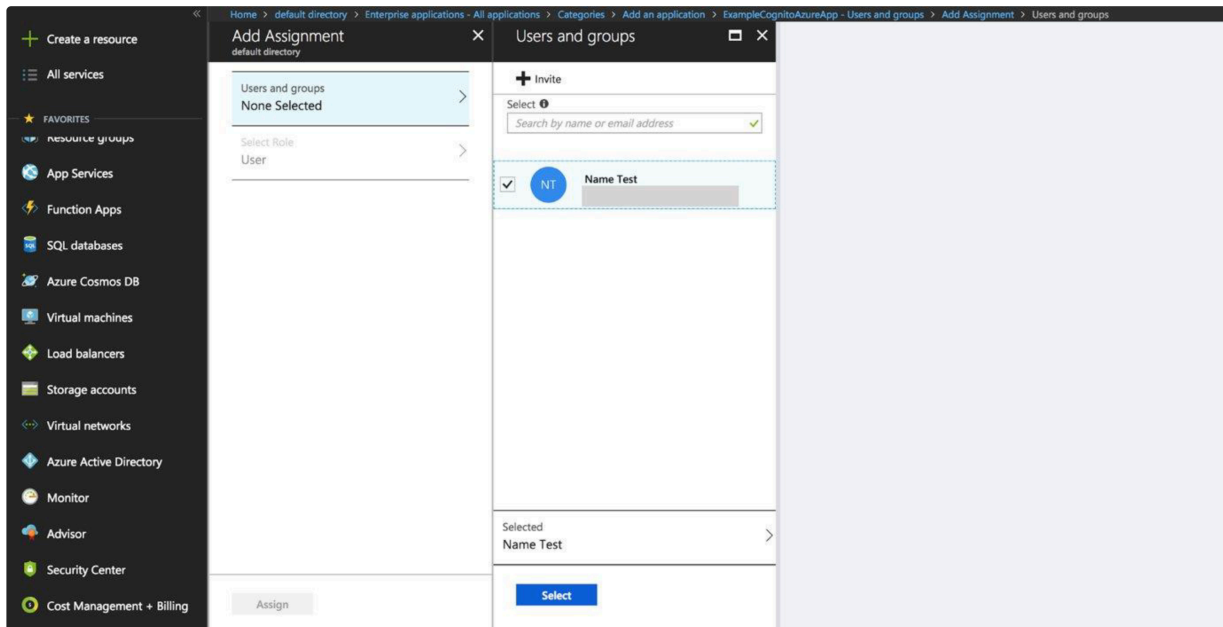 Home > default directory > Enterprise applications - All applications > Categories > Add an application > ExampleCognitoAzureApp - Users and groups > Add Assignment > Users and groups
Create a resource
All services
FAVORITES
Resource groups
App Services
Function Apps
SQL databases
Azure Cosmos DB
Virtual machines
Load balancers
Storage accounts
Virtual networks
Azure Active Directory
Monitor
Advisor
Security Center
Cost Management + Billing
Add Assignment
default directory
Users and groups
None Selected
Select Role
User
Assign
Users and groups
Invite
Select
Search by name or email address
NT
Name Test
Selected
Name Test
Select